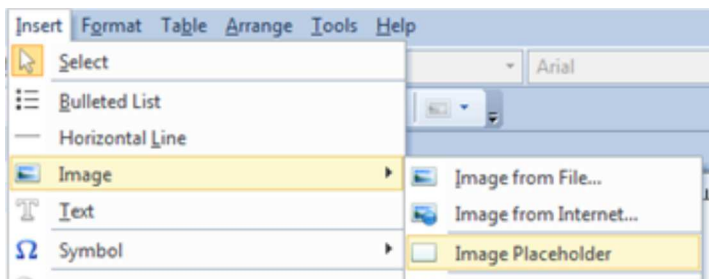 Insert Format Table Arrange Tools Help
Select
Arial
Bulleted List
Horizontal Line
Image
Image from File...
Text
Image from Internet...
Symbol
Image Placeholder